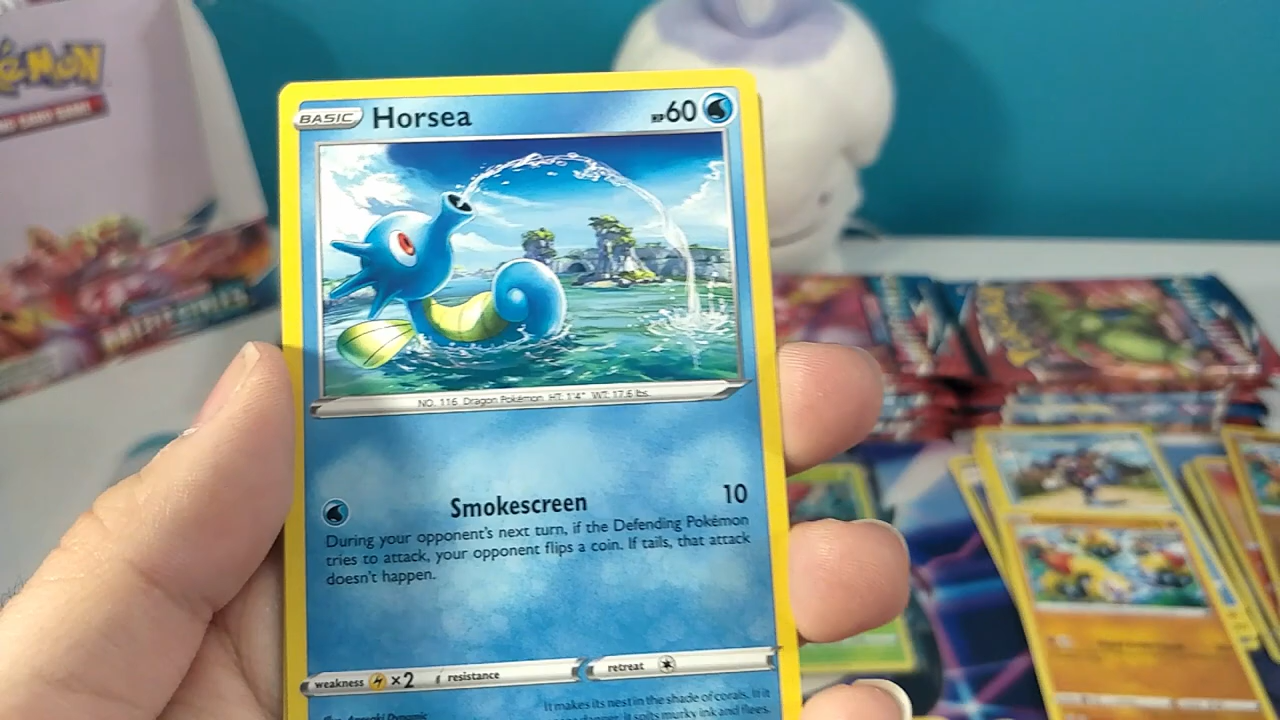 POKéMON
BASIC Horsea HP 60
NO. 116 Dragon Pokémon HT: 1'4" WT: 17.6 lbs.
Smokescreen 10
During your opponent's next turn, if the Defending Pokémon
tries to attack, your opponent flips a coin. If tails, that attack
doesn't happen.
weakness ×2 resistance retreat
It makes its nest in the shade of corals. If it
danger, it spits murky ink and flees.